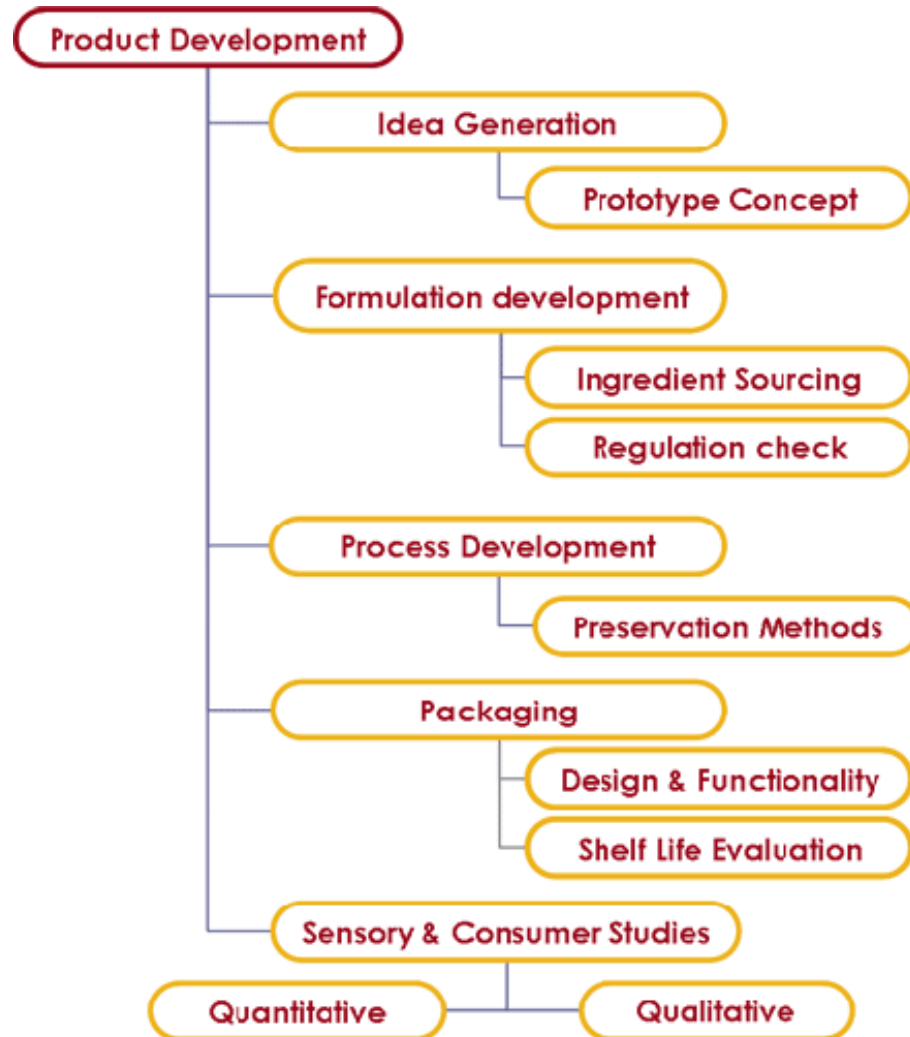 Product Development
Idea Generation
Prototype Concept
Formulation development
Ingredient Sourcing
Regulation check
Process Development
Preservation Methods
Packaging
Design & Functionality
Shelf Life Evaluation
Sensory & Consumer Studies
Quantitative
Qualitative